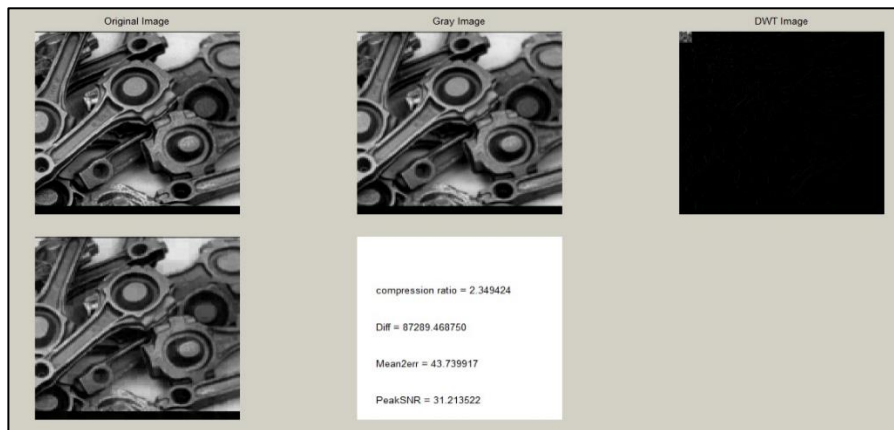 Original Image
Gray Image
DWT Image
compression ratio = 2.349424
Diff = 87289.468750
Mean2err = 43.739917
PeakSNR = 31.213522